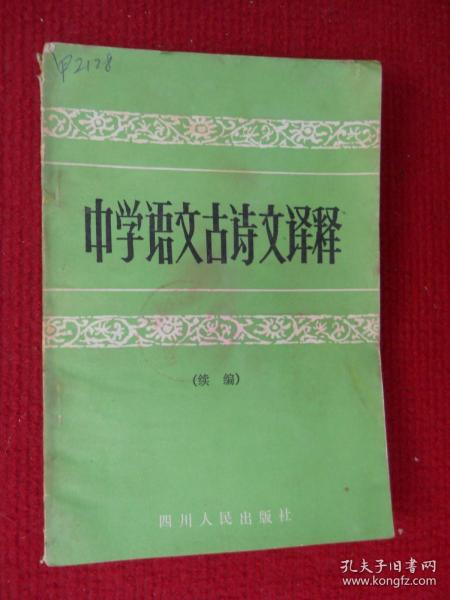 甲2128
中学语文古诗文译释
(续编)
四川人民出版社
孔夫子旧书网
www.kongfz.com